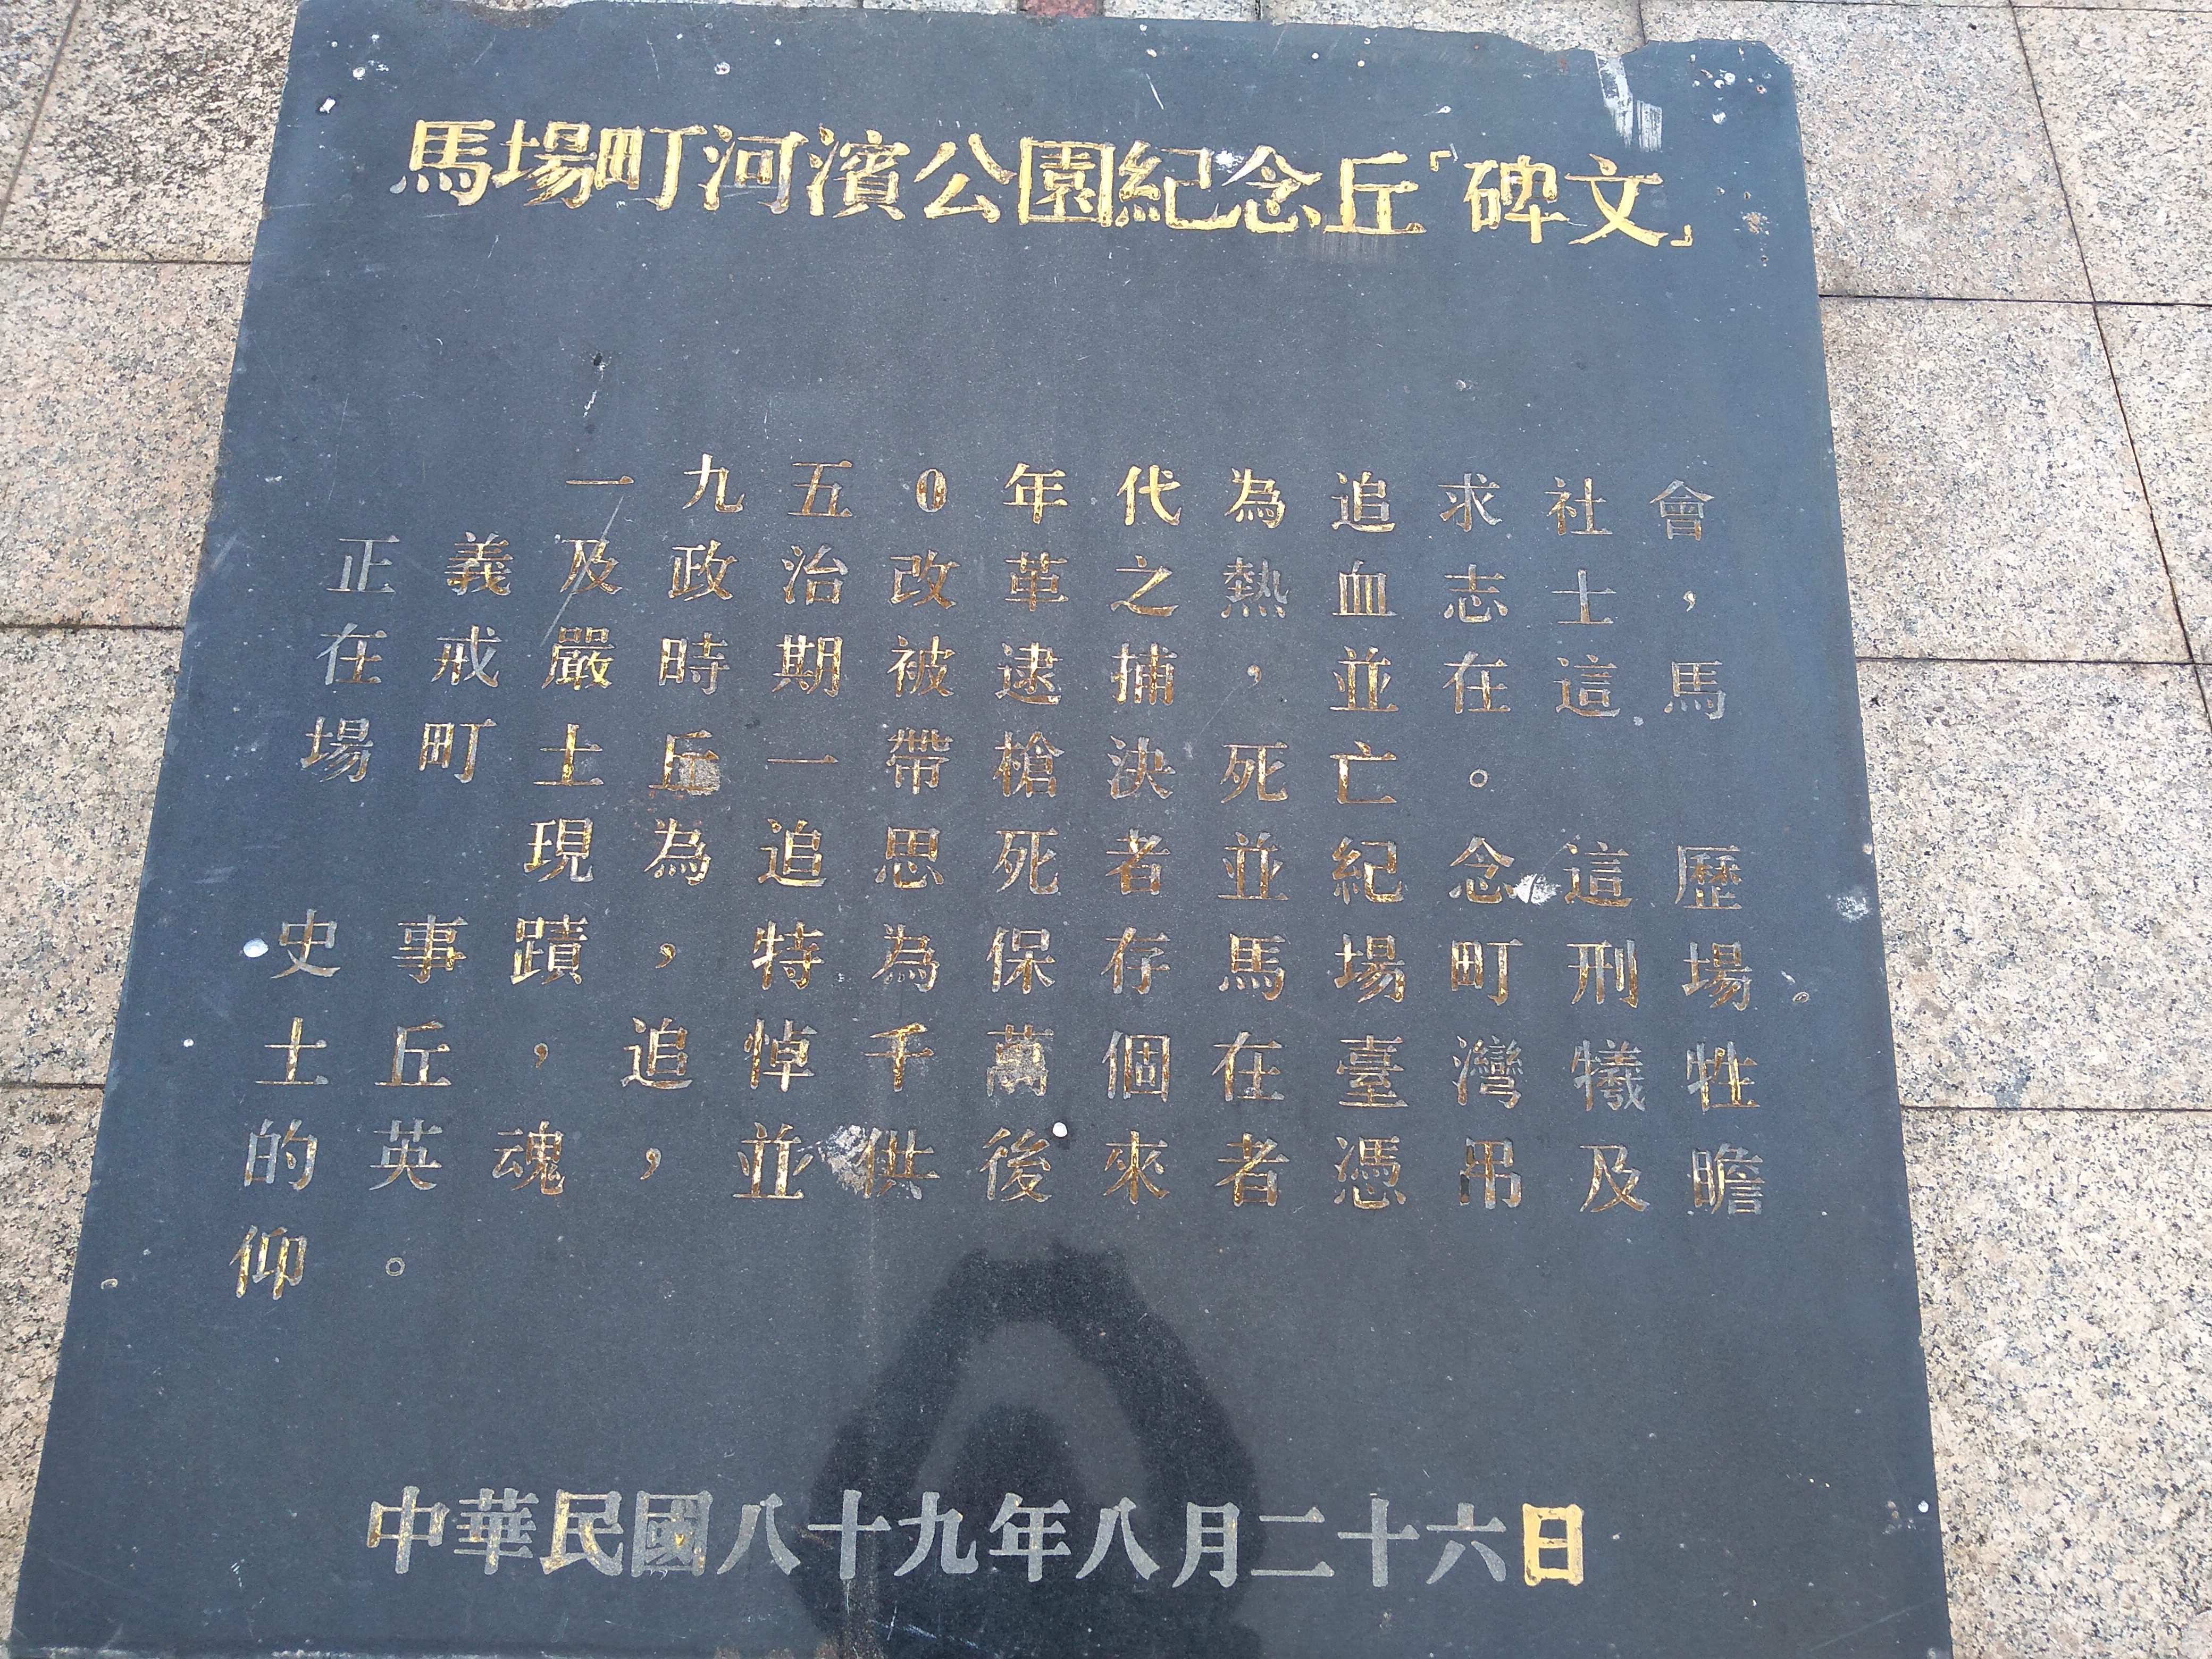 馬場町河濱公園紀念丘「碑文」
一九五0年代為追求社會
正義及政治改革之熱血志士，
在戒嚴時期被逮捕，並在這馬
場町土丘一帶槍決死亡。
現為追思死者並紀念這歷
史事蹟，特為保存馬場町刑場。
土丘，追悼千萬個在臺灣犧牲
的英魂，並供後來者憑吊及瞻
仰。
中華民國八十九年八月二十六日